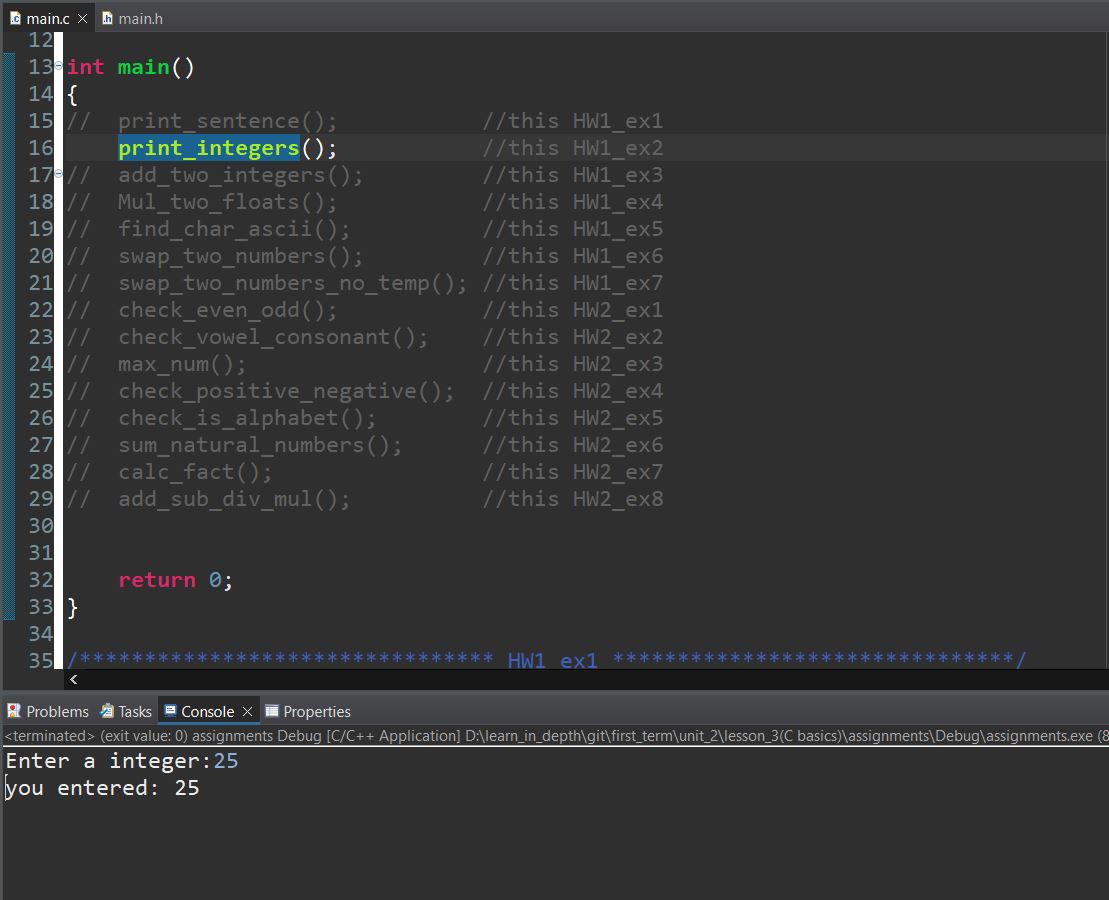 main.c main.h
12
13 int main()
14 {
15 // print_sentence(); //this HW1_ex1
16 print_integers(); //this HW1_ex2
17 // add_two_integers(); //this HW1_ex3
18 // Mul_two_floats(); //this HW1_ex4
19 // find_char_ascii(); //this HW1_ex5
20 // swap_two_numbers(); //this HW1_ex6
21 // swap_two_numbers_no_temp(); //this HW1_ex7
22 // check_even_odd(); //this HW2_ex1
23 // check_vowel_consonant(); //this HW2_ex2
24 // max_num(); //this HW2_ex3
25 // check_positive_negative(); //this HW2_ex4
26 // check_is_alphabet(); //this HW2_ex5
27 // sum_natural_numbers(); //this HW2_ex6
28 // calc_fact(); //this HW2_ex7
29 // add_sub_div_mul(); //this HW2_ex8
30
31
32 return 0;
33 }
34
35 /******************************** HW1 ex1 *******************************/
Problems Tasks Console Properties
<terminated> (exit value: 0) assignments Debug [C/C++ Application] D:\learn_in_depth\git\first_term\unit_2\lesson_3(C basics)\assignments\Debug\assignments.exe (8
Enter a integer:25
you entered: 25